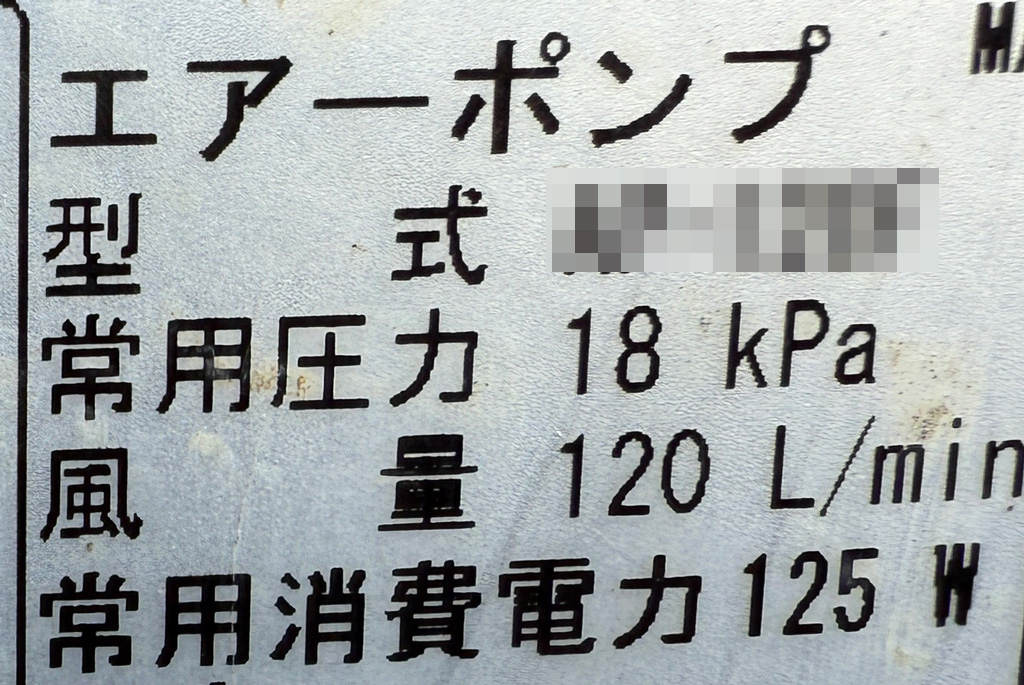 エアーポンプ
型式
常用圧力 18 kPa
風量 120 L/min
常用消費電力 125 W